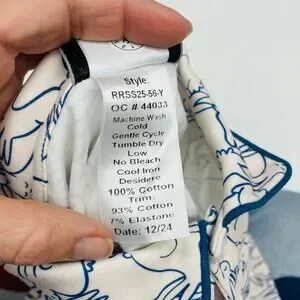 Style:
RRSS25-56-Y
OC # 44033
Machine Wash
Cold
Gentle Cycle
Tumble Dry
Low
No Bleach
Cool Iron
Desidere
100% Cotton
Trim.
93% Cotton
7% Elastane
Date: 12/24